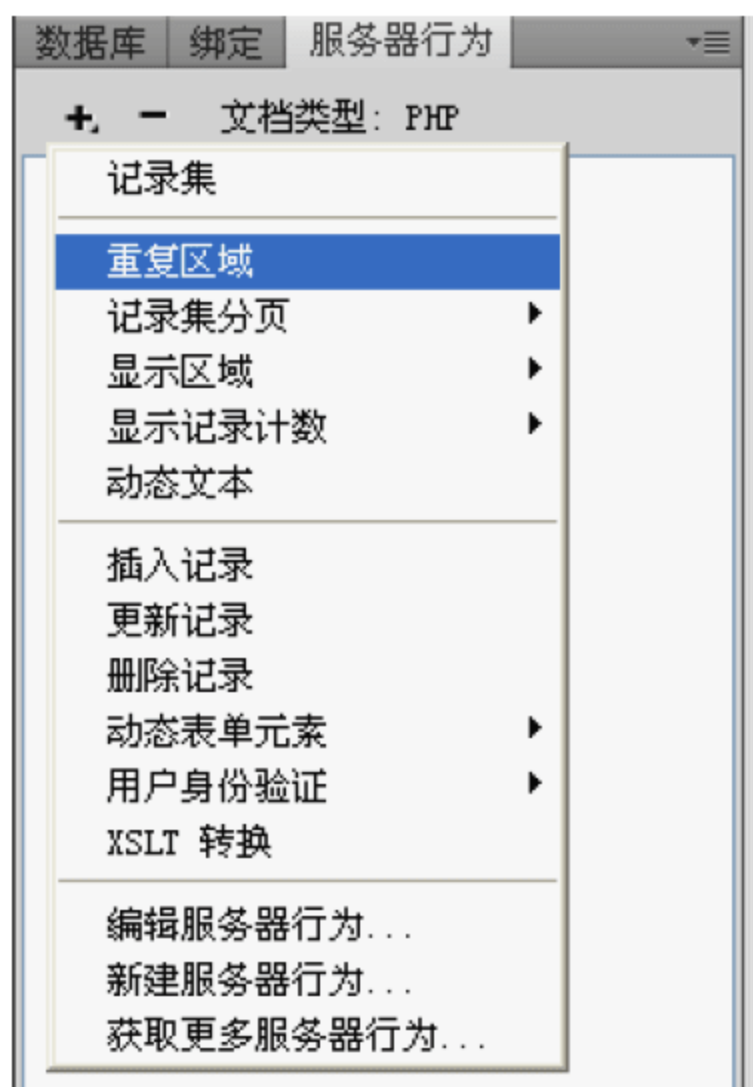 数据库 绑定 服务器行为
文档类型: PHP
记录集
重复区域
记录集分页
显示区域
显示记录计数
动态文本
插入记录
更新记录
删除记录
动态表单元素
用户身份验证
XSLT 转换
编辑服务器行为...
新建服务器行为...
获取更多服务器行为...